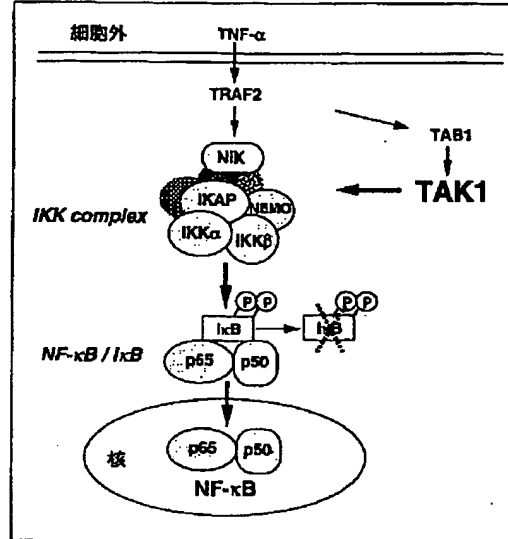 細胞外
TNF-α
TRAF2
TAB1
TAK1
NIK
IKAP
NEMO
IKK complex
IKKα
IKKβ
P P
P P
IκB
IκB
NF-κB / IκB
p65
p50
核
p65
p50
NF-κB